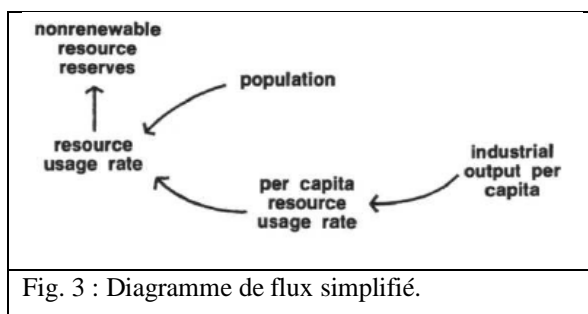 nonrenewable
resource
reserves
population
resource
usage rate
industrial
output per
capita
per capita
resource
usage rate
Fig. 3 : Diagramme de flux simplifié.